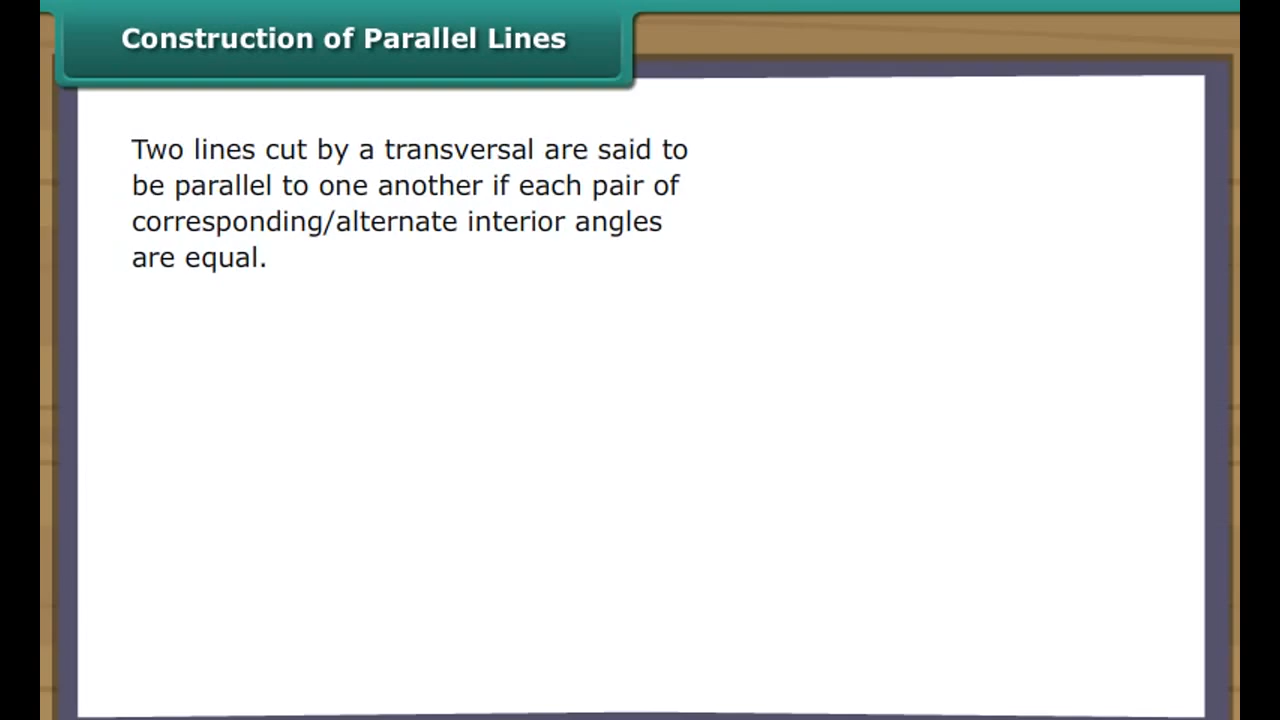 Construction of Parallel Lines
Two lines cut by a transversal are said to
be parallel to one another if each pair of
corresponding/alternate interior angles
are equal.